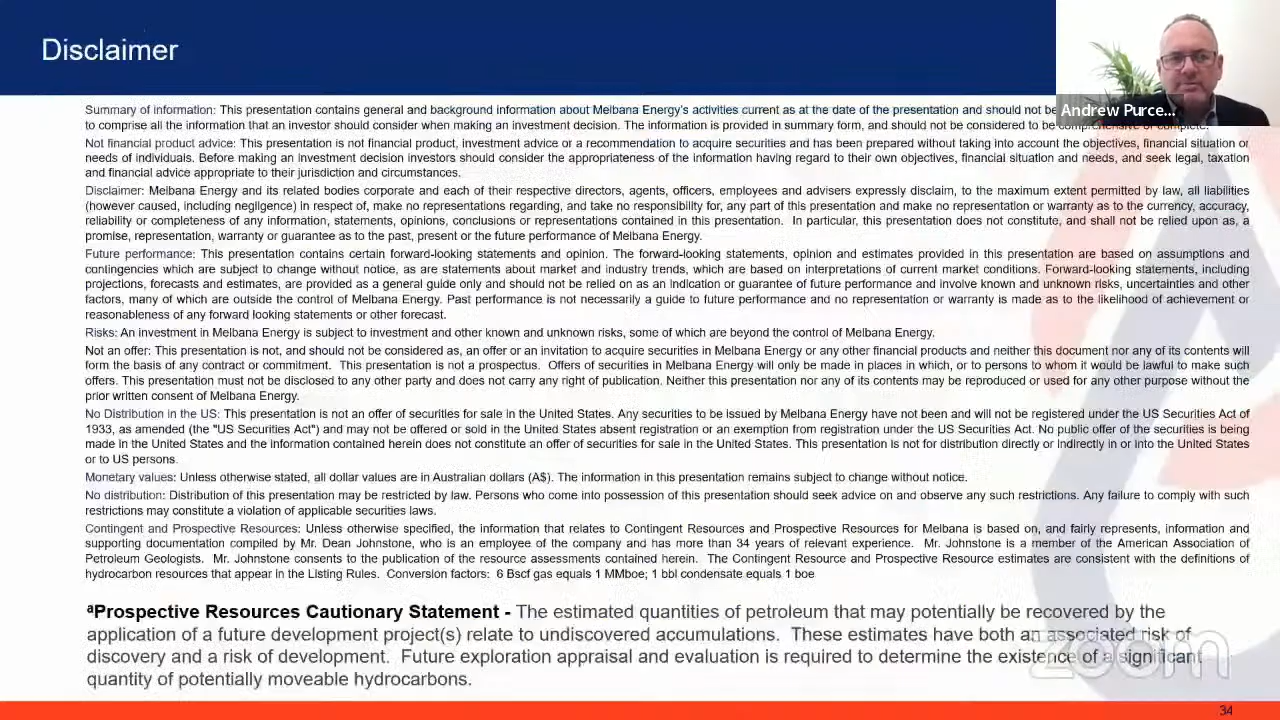 Disclaimer
Andrew Purce...
Summary of information: This presentation contains general and background information about Melbana Energy's activities current as at the date of the presentation and should not be
to comprise all the information that an investor should consider when making an investment decision. The information is provided in summary form, and should not be considered to be comprehensive or complete.
Not financial product advice: This presentation is not financial product, investment advice or a recommendation to acquire securities and has been prepared without taking into account the objectives, financial situation or
needs of individuals. Before making an investment decision investors should consider the appropriateness of the information having regard to their own objectives, financial situation and needs, and seek legal, taxation
and financial advice appropriate to their jurisdiction and circumstances.
Disclaimer: Melbana Energy and its related bodies corporate and each of their respective directors, agents, officers, employees and advisers expressly disclaim, to the maximum extent permitted by law, all liabilities
(however caused, including negligence) in respect of, make no representations regarding, and take no responsibility for, any part of this presentation and make no representation or warranty as to the currency, accuracy,
reliability or completeness of any information, statements, opinions, conclusions or representations contained in this presentation. In particular, this presentation does not constitute, and shall not be relied upon as, a
promise, representation, warranty or guarantee as to the past, present or the future performance of Melbana Energy.
Future performance: This presentation contains certain forward-looking statements and opinion. The forward-looking statements, opinion and estimates provided in this presentation are based on assumptions and
contingencies which are subject to change without notice, as are statements about market and industry trends, which are based on interpretations of current market conditions. Forward-looking statements, including
projections, forecasts and estimates, are provided as a general guide only and should not be relied on as an indication or guarantee of future performance and involve known and unknown risks, uncertainties and other
factors, many of which are outside the control of Melbana Energy. Past performance is not necessarily a guide to future performance and no representation or warranty is made as to the likelihood of achievement or
reasonableness of any forward looking statements or other forecast.
Risks: An investment in Melbana Energy is subject to investment and other known and unknown risks, some of which are beyond the control of Melbana Energy.
Not an offer: This presentation is not, and should not be considered as, an offer or an invitation to acquire securities in Melbana Energy or any other financial products and neither this document nor any of its contents will
form the basis of any contract or commitment. This presentation is not a prospectus. Offers of securities in Melbana Energy will only be made in places in which, or to persons to whom it would be lawful to make such
offers. This presentation must not be disclosed to any other party and does not carry any right of publication. Neither this presentation nor any of its contents may be reproduced or used for any other purpose without the
prior written consent of Melbana Energy.
No Distribution in the US: This presentation is not an offer of securities for sale in the United States. Any securities to be issued by Melbana Energy have not been and will not be registered under the US Securities Act of
1933, as amended (the "US Securities Act") and may not be offered or sold in the United States absent registration or an exemption from registration under the US Securities Act. No public offer of the securities is being
made in the United States and the information contained herein does not constitute an offer of securities for sale in the United States. This presentation is not for distribution directly or indirectly in or into the United States
or to US persons.
Monetary values: Unless otherwise stated, all dollar values are in Australian dollars (A$). The information in this presentation remains subject to change without notice.
No distribution: Distribution of this presentation may be restricted by law. Persons who come into possession of this presentation should seek advice on and observe any such restrictions. Any failure to comply with such
restrictions may constitute a violation of applicable securities laws.
Contingent and Prospective Resources: Unless otherwise specified, the information that relates to Contingent Resources and Prospective Resources for Melbana is based on, and fairly represents, information and
supporting documentation compiled by Mr. Dean Johnstone, who is an employee of the company and has more than 34 years of relevant experience. Mr. Johnstone is a member of the American Association of
Petroleum Geologists. Mr. Johnstone consents to the publication of the resource assessments contained herein. The Contingent Resource and Prospective Resource estimates are consistent with the definitions of
hydrocarbon resources that appear in the Listing Rules. Conversion factors: 6 Bscf gas equals 1 MMboe; 1 bbl condensate equals 1 boe
ªProspective Resources Cautionary Statement - The estimated quantities of petroleum that may potentially be recovered by the
application of a future development project(s) relate to undiscovered accumulations. These estimates have both an associated risk of
discovery and a risk of development. Future exploration appraisal and evaluation is required to determine the existence of a significant
quantity of potentially moveable hydrocarbons.
zoom
34